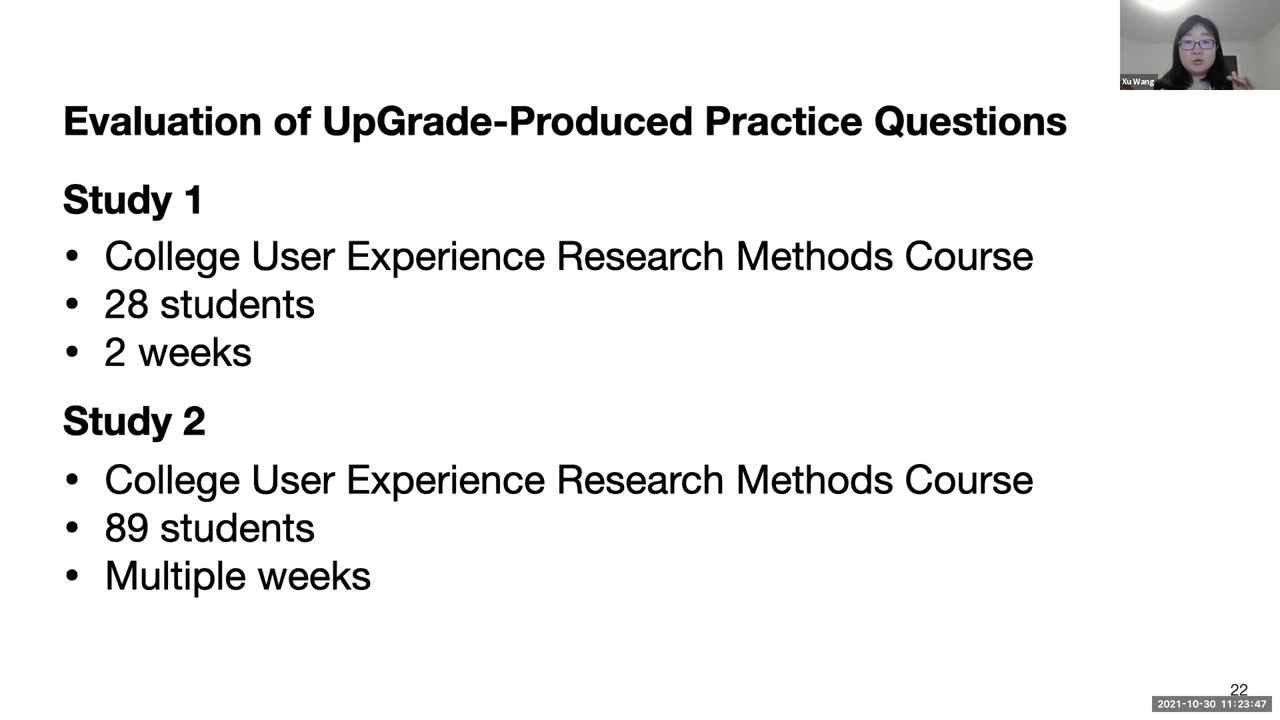 Xu Wang
Evaluation of UpGrade-Produced Practice Questions
Study 1
• College User Experience Research Methods Course
• 28 students
• 2 weeks
Study 2
• College User Experience Research Methods Course
• 89 students
• Multiple weeks
22
2021-10-30 11:23:47